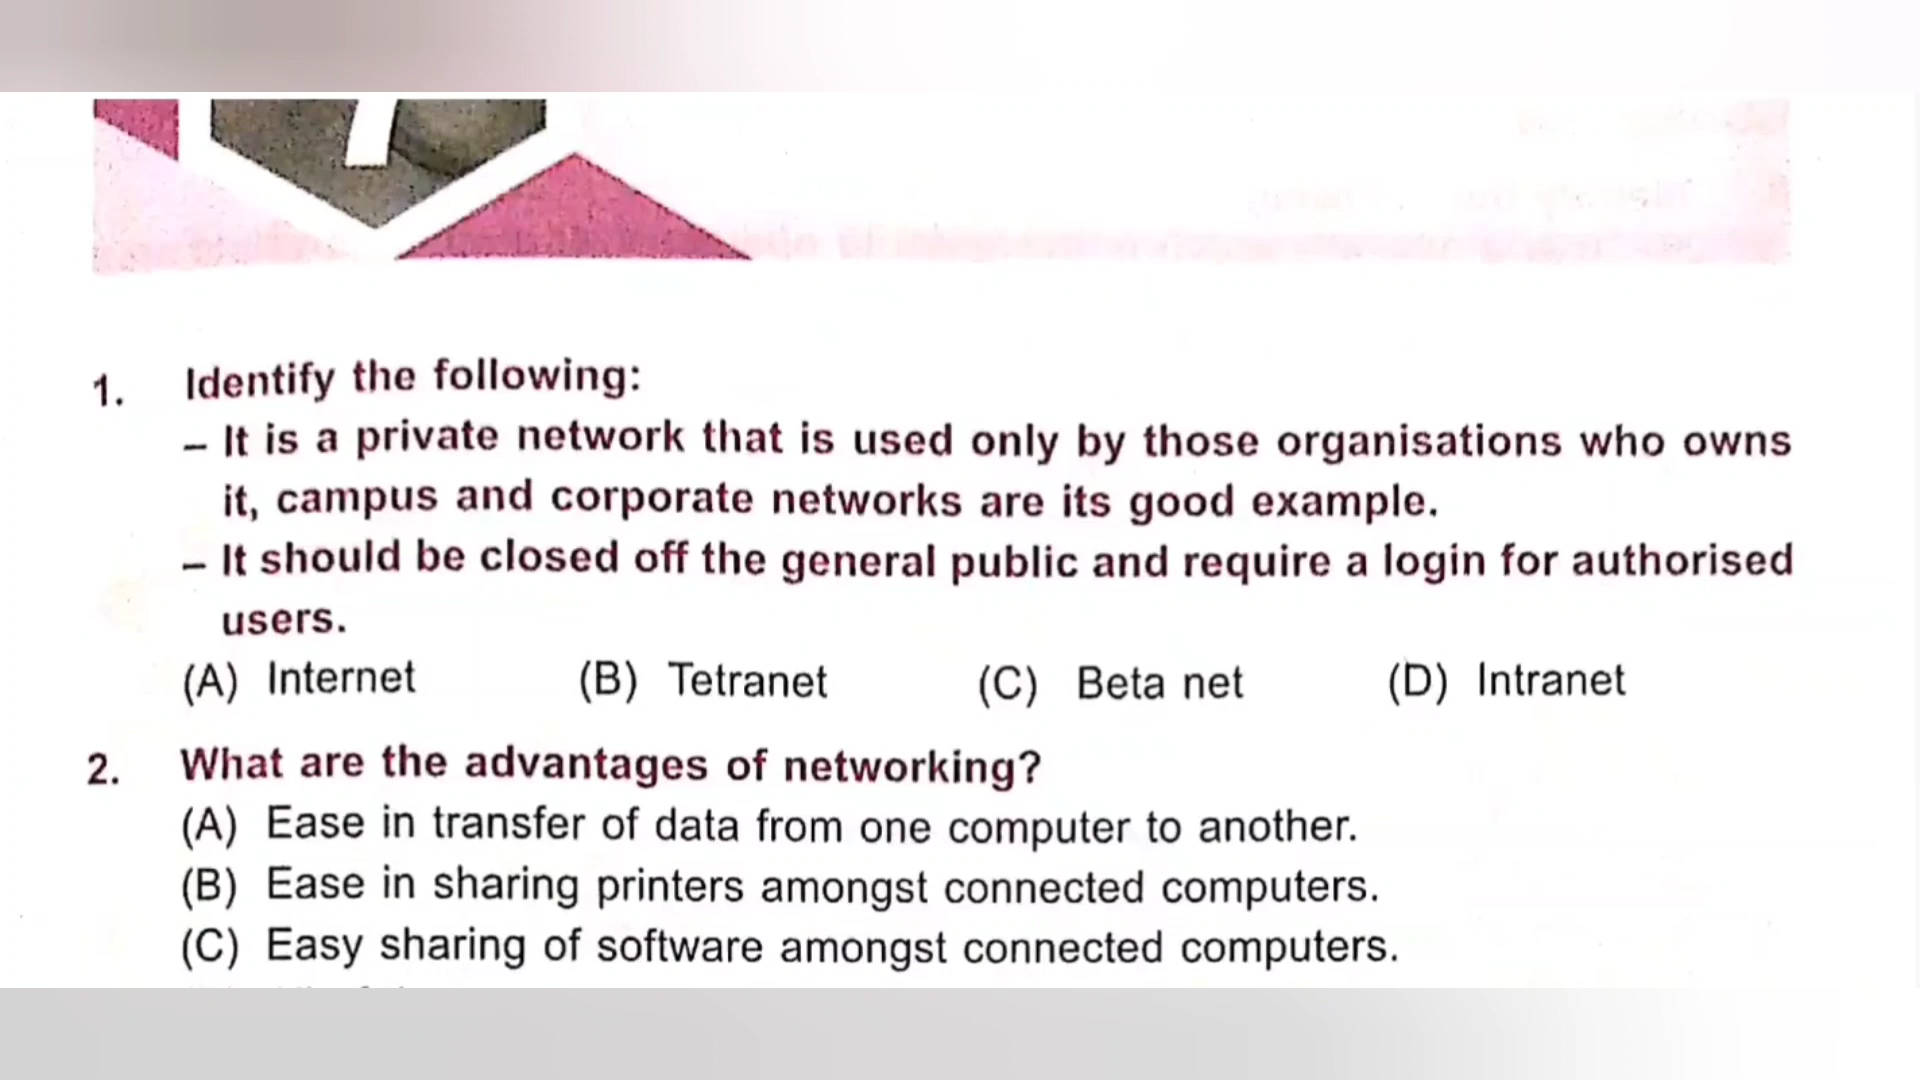 1. Identify the following:
– It is a private network that is used only by those organisations who owns
it, campus and corporate networks are its good example.
– It should be closed off the general public and require a login for authorised
users.
(A) Internet (B) Tetranet (C) Beta net (D) Intranet
2. What are the advantages of networking?
(A) Ease in transfer of data from one computer to another.
(B) Ease in sharing printers amongst connected computers.
(C) Easy sharing of software amongst connected computers.